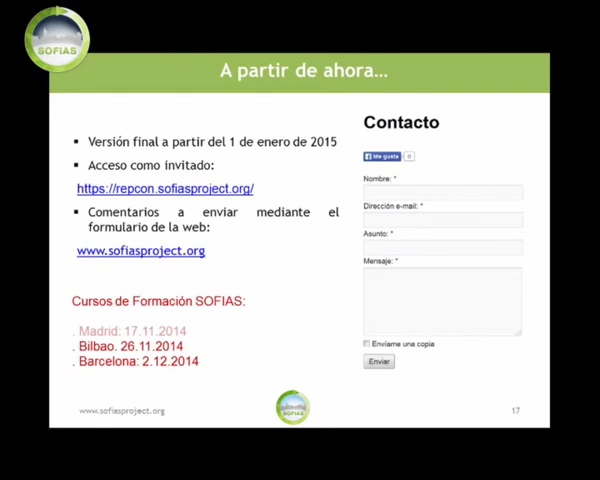 SOFIAS
A partir de ahora…
▪ Versión final a partir del 1 de enero de 2015
▪ Acceso como invitado:
https://repcon.sofiasproject.org/
▪ Comentarios a enviar mediante el
formulario de la web:
www.sofiasproject.org
Cursos de Formación SOFIAS:
. Madrid: 17.11.2014
. Bilbao. 26.11.2014
. Barcelona: 2.12.2014
Contacto
Me gusta 0
Nombre: *
Dirección e-mail: *
Asunto: *
Mensaje: *
Enviarme una copia
Enviar
www.sofiasproject.org
SOFIAS
17